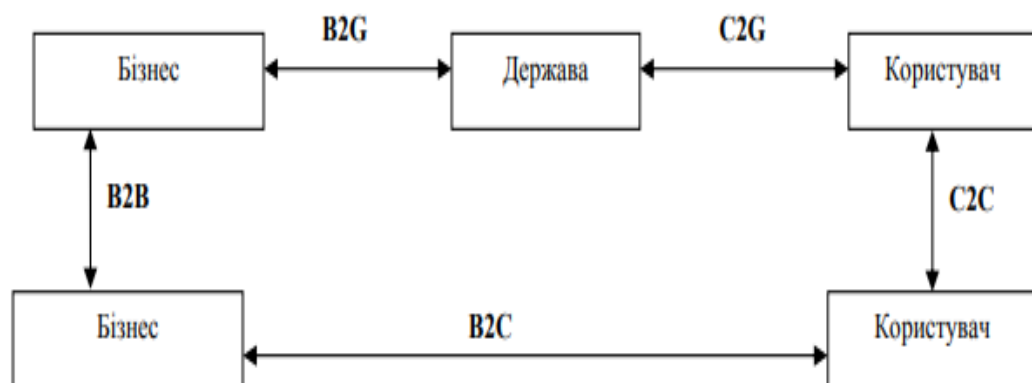 B2G
C2G
Бізнес
Держава
Користувач
B2B
C2C
Бізнес
B2C
Користувач